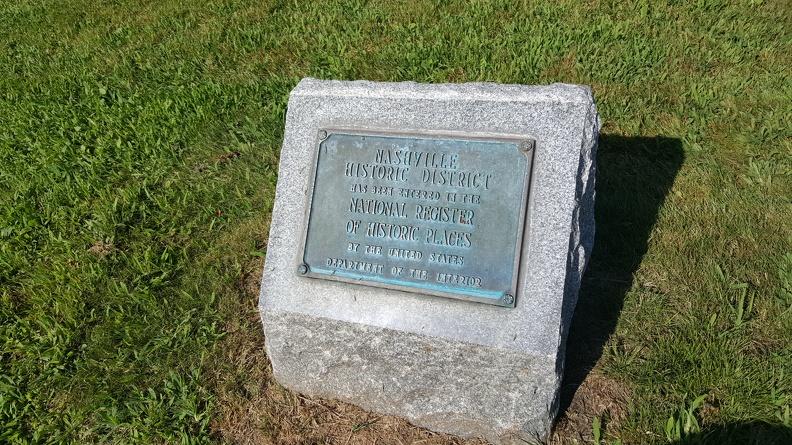 NASHVILLE
HISTORIC DISTRICT
HAS BEEN ENTERED IN THE
NATIONAL REGISTER
OF HISTORIC PLACES
BY THE UNITED STATES
DEPARTMENT OF THE INTERIOR